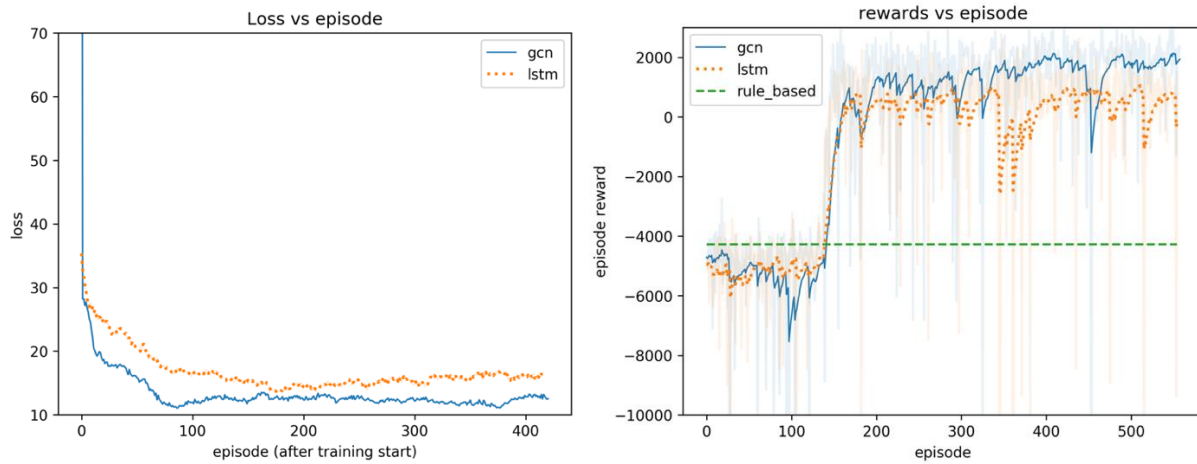 Loss vs episode
70
60
50
40
30
20
10
loss
0
100
200
300
400
episode (after training start)
gcn
lstm
rewards vs episode
2000
0
−2000
−4000
−6000
−8000
−10000
episode reward
0
100
200
300
400
500
episode
gcn
lstm
rule_based